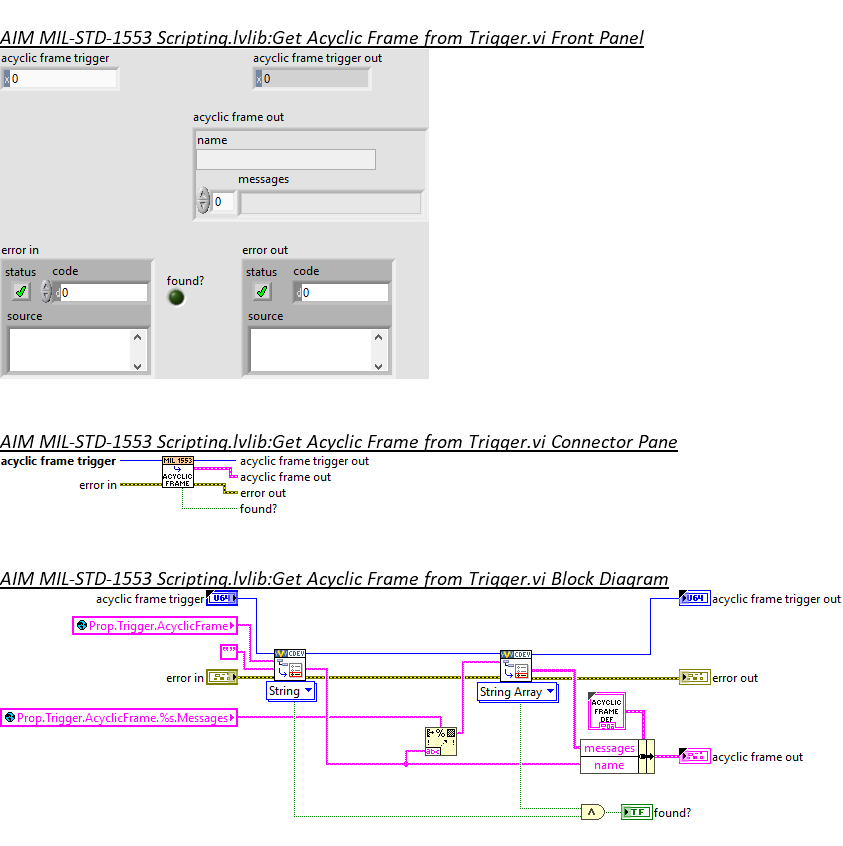 AIM MIL-STD-1553 Scripting.lvlib:Get Acyclic Frame from Trigger.vi Front Panel
acyclic frame trigger
acyclic frame trigger out
x 0
x 0
acyclic frame out
name
messages
0
error in
error out
status code
found?
status code
d 0
d 0
source
source
AIM MIL-STD-1553 Scripting.lvlib:Get Acyclic Frame from Trigger.vi Connector Pane
acyclic frame trigger
MIL 1553
ACYCLIC
FRAME
acyclic frame trigger out
acyclic frame out
error in
error out
found?
AIM MIL-STD-1553 Scripting.lvlib:Get Acyclic Frame from Trigger.vi Block Diagram
acyclic frame trigger
U64
U64
acyclic frame trigger out
Prop.Trigger.AcyclicFrame
""
CDEV
CDEV
error in
error out
String
String Array
ACYCLIC
FRAME
DEF
Prop.Trigger.AcyclicFrame.%s.Messages
%
abc
messages
name
acyclic frame out
TF
found?